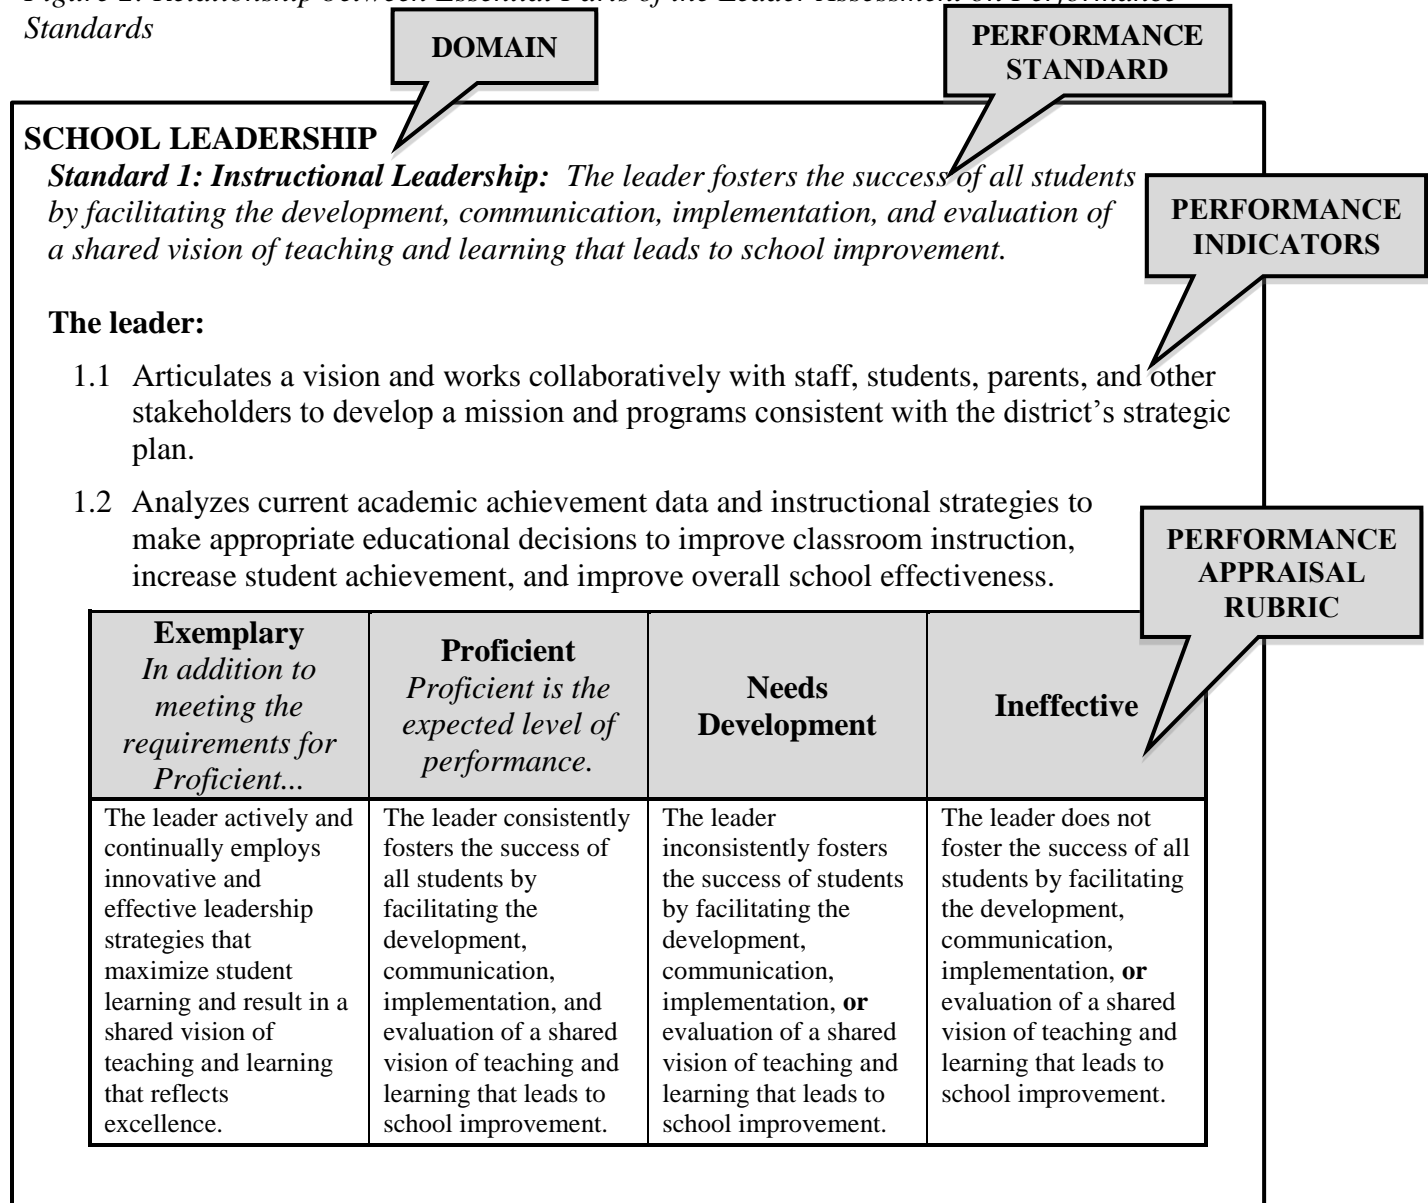 Standards
DOMAIN
PERFORMANCE
STANDARD
SCHOOL LEADERSHIP
Standard 1: Instructional Leadership:  The leader fosters the success of all students
by facilitating the development, communication, implementation, and evaluation of
a shared vision of teaching and learning that leads to school improvement.
PERFORMANCE
INDICATORS
The leader:
1.1 Articulates a vision and works collaboratively with staff, students, parents, and other
stakeholders to develop a mission and programs consistent with the district’s strategic
plan.
1.2 Analyzes current academic achievement data and instructional strategies to
make appropriate educational decisions to improve classroom instruction,
increase student achievement, and improve overall school effectiveness.
PERFORMANCE
APPRAISAL
RUBRIC
Exemplary
In addition to
meeting the
requirements for
Proficient...
Proficient
Proficient is the
expected level of
performance.
Needs
Development
Ineffective
The leader actively and
continually employs
innovative and
effective leadership
strategies that
maximize student
learning and result in a
shared vision of
teaching and learning
that reflects
excellence.
The leader consistently
fosters the success of
all students by
facilitating the
development,
communication,
implementation, and
evaluation of a shared
vision of teaching and
learning that leads to
school improvement.
The leader
inconsistently fosters
the success of students
by facilitating the
development,
communication,
implementation, or
evaluation of a shared
vision of teaching and
learning that leads to
school improvement.
The leader does not
foster the success of all
students by facilitating
the development,
communication,
implementation, or
evaluation of a shared
vision of teaching and
learning that leads to
school improvement.